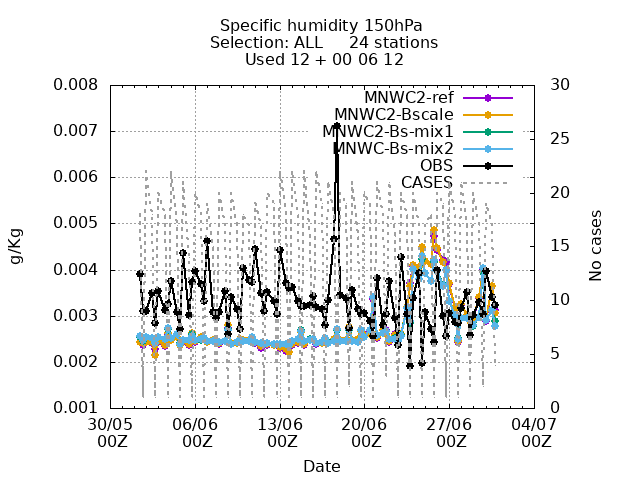 Specific humidity 150hPa
Selection: ALL 24 stations
Used 12 + 00 06 12
0.008
0.007
0.006
0.005
0.004
0.003
0.002
0.001
30
25
20
15
10
5
0
g/Kg
No cases
MNWC2-ref
MNWC2-Bscale
MNWC2-Bs-mix1
MNWC-Bs-mix2
OBS
CASES
30/05 06/06 13/06 20/06 27/06 04/07
00Z 00Z 00Z 00Z 00Z 00Z
Date